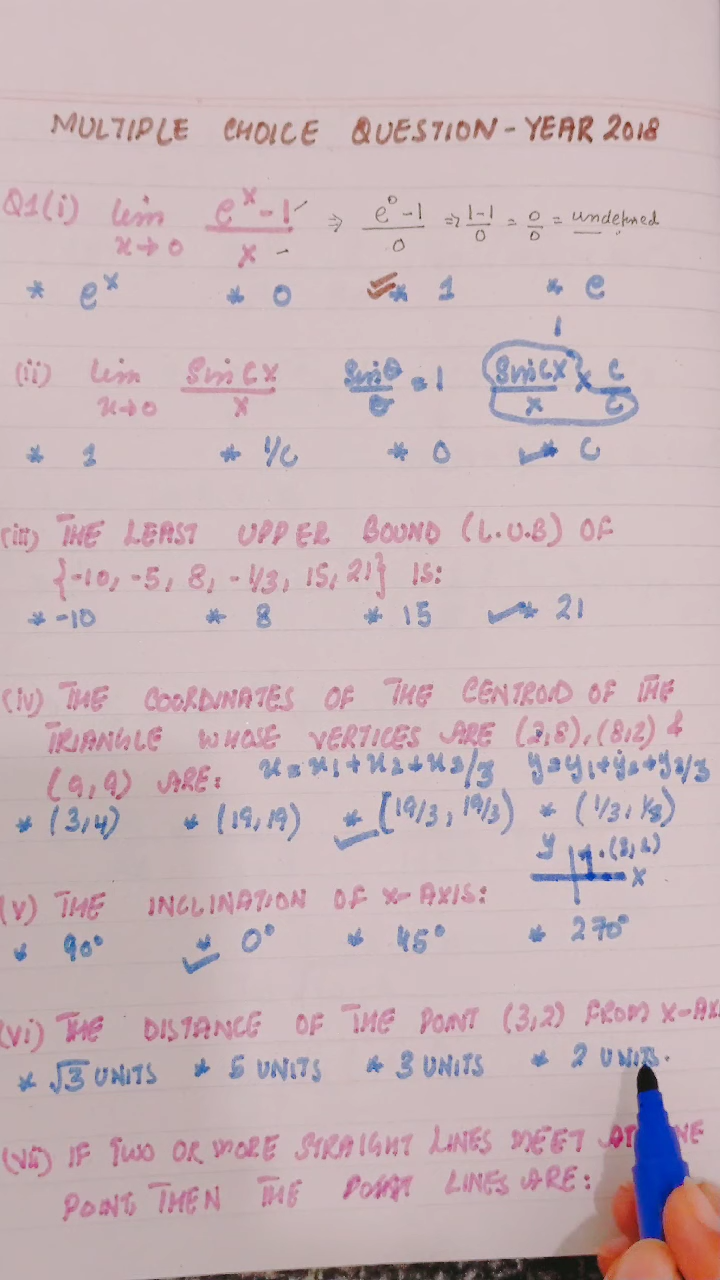 MULTIPLE CHOICE QUESTION - YEAR 2018
Q1(i) lim x→0 e^x - 1 / x ⇒ e^0 - 1 / 0 ⇒ 1-1 / 0 = 0/0 = undefined
* e^x * 0 * 1 * e
(ii) lim x→0 Sin Cx / x Sin θ / θ = 1 Sin Cx / x × C / C
* 1 * 1/C * 0 * C
(iii) THE LEAST UPPER BOUND (L.U.B) OF
{-10, -5, 8, -1/3, 15, 21} IS:
* -10 * 8 * 15 * 21
(iv) THE COORDINATES OF THE CENTROID OF THE
TRIANGLE WHOSE VERTICES ARE (2,8), (8,2) &
(9,9) ARE: x = x1 + x2 + x3/3 y = y1 + y2 + y3/3
* (3,4) * (19,19) * [19/3, 19/3) * (1/3, 1/3)
y .(3,2) x
(v) THE INCLINATION OF X-AXIS:
* 90° * 0° * 45° * 270°
(vi) THE DISTANCE OF THE POINT (3,2) FROM X-AX
* √3 UNITS * 5 UNITS * 3 UNITS * 2 UNITS.
(vii) IF TWO OR MORE STRAIGHT LINES MEET AT NE
POINT THEN THE POINT LINES ARE: